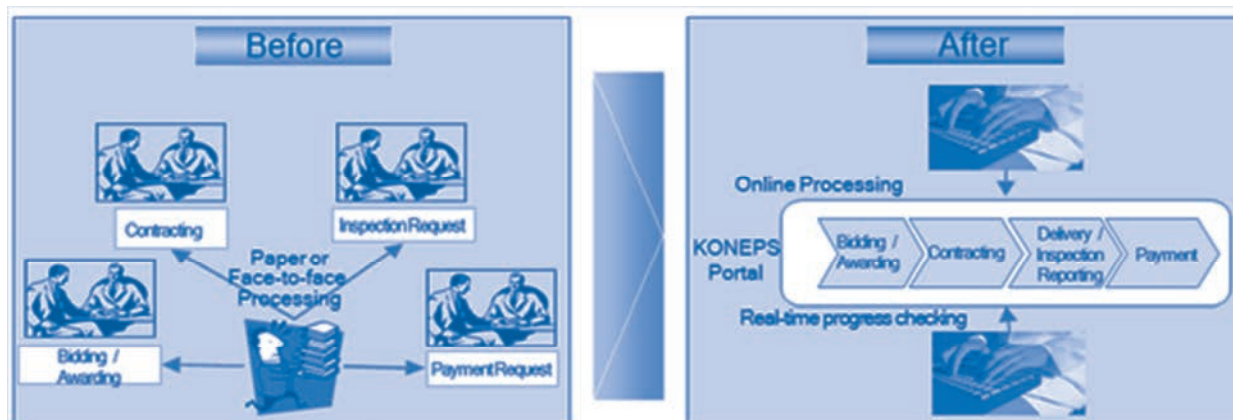 Before
Contracting
Inspection Request
Paper or
Face-to-face
Processing
Bidding /
Awarding
Payment Request
After
Online Processing
KONEPS
Portal
Bidding /
Awarding
Contracting
Delivery /
Inspection
Reporting
Payment
Real-time progress checking